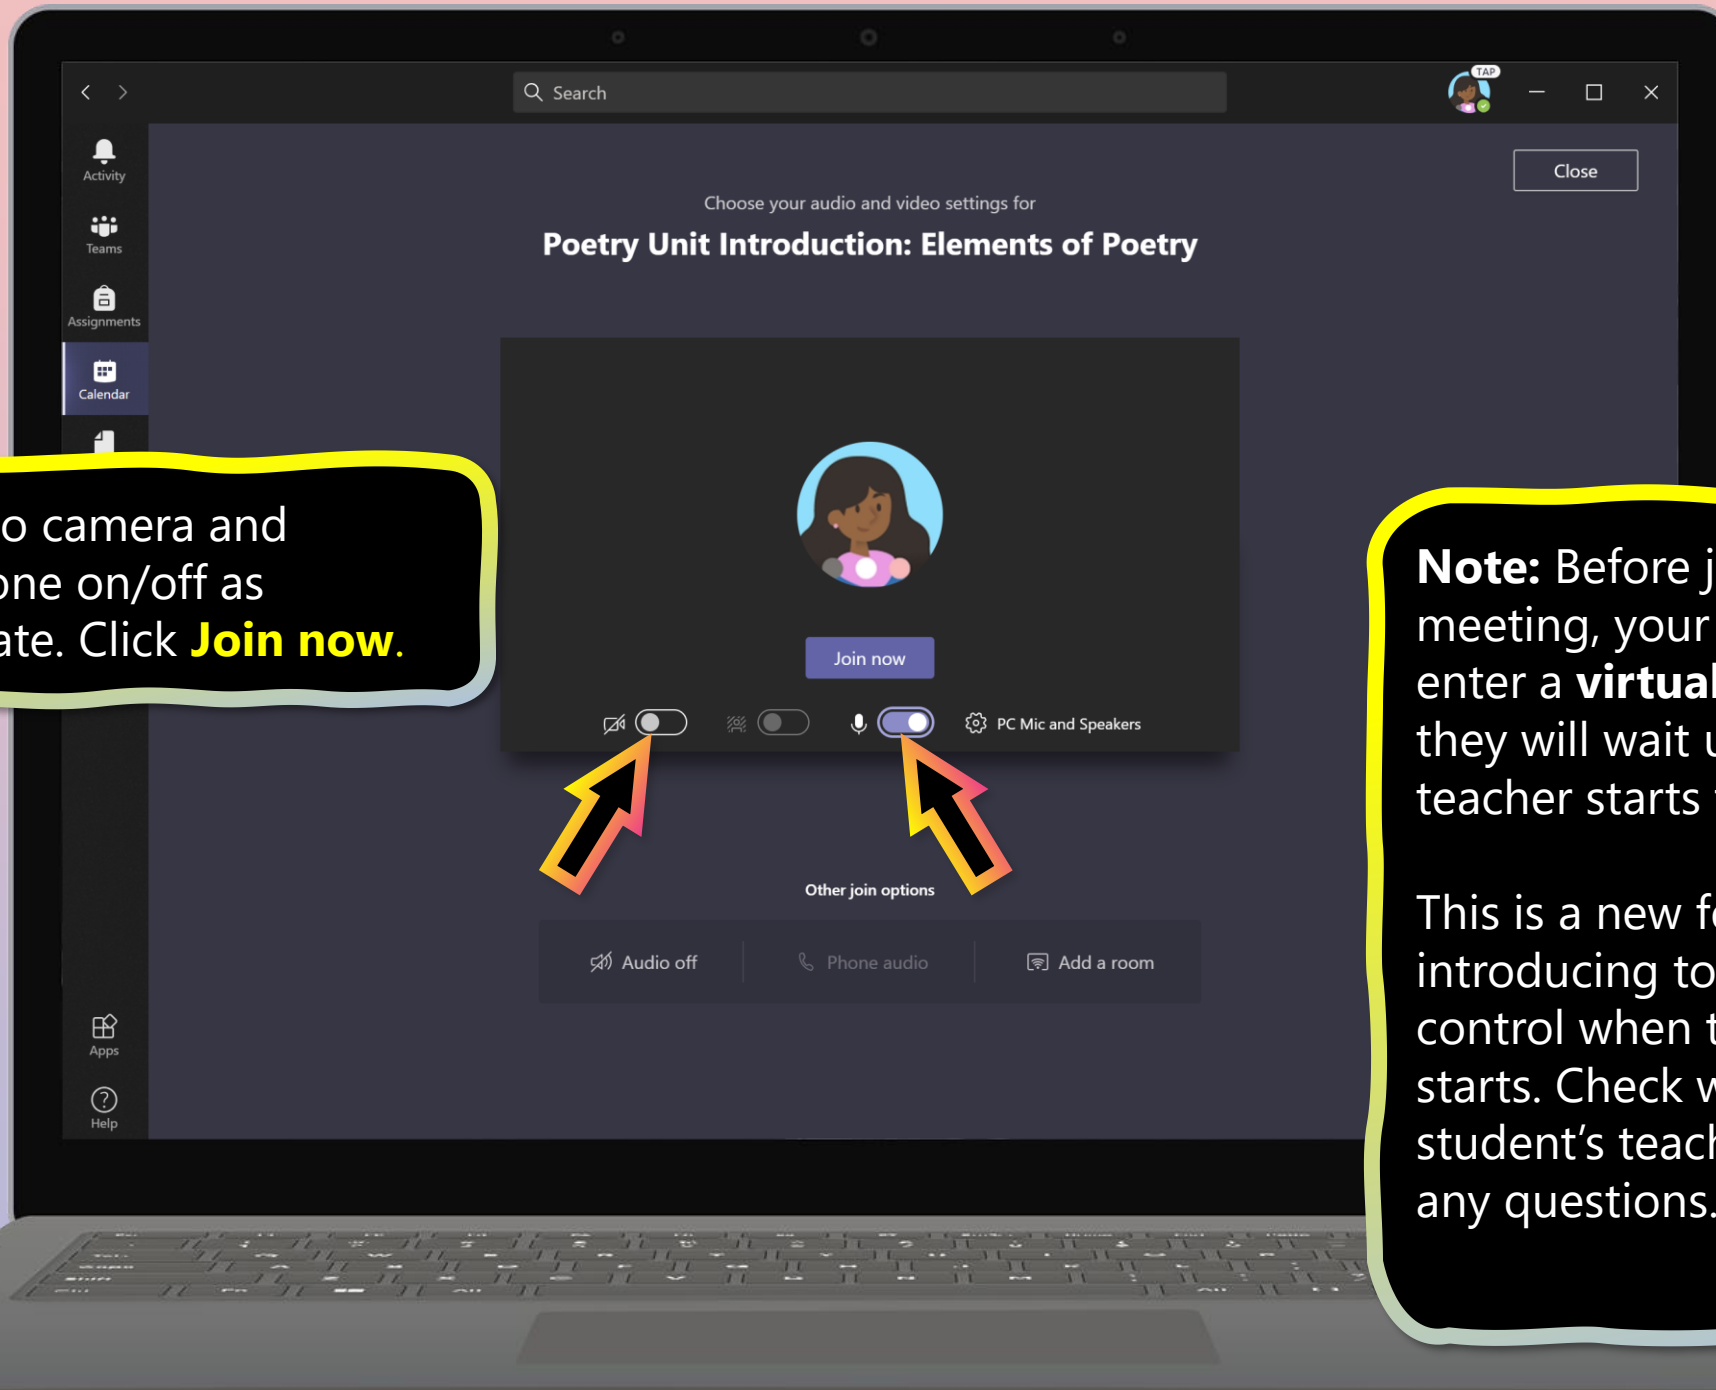 Search
TAP
Activity
Teams
Assignments
Calendar
Close
Choose your audio and video settings for
Poetry Unit Introduction: Elements of Poetry
o camera and
one on/off as
ate. Click Join now.
Join now
PC Mic and Speakers
Other join options
Audio off
Phone audio
Add a room
Apps
Help
Note: Before j
meeting, your
enter a virtual
they will wait u
teacher starts
This is a new fe
introducing to
control when t
starts. Check w
student's teach
any questions.